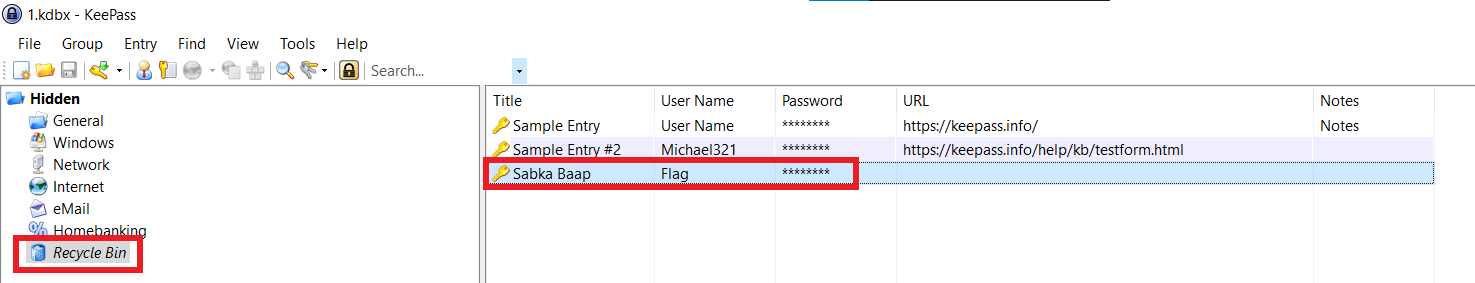 1.kdbx - KeePass
File Group Entry Find View Tools Help
Search...
Hidden
General
Windows
Network
Internet
eMail
Homebanking
Recycle Bin
Title User Name Password URL Notes
Sample Entry User Name ******** https://keepass.info/ Notes
Sample Entry #2 Michael321 ******** https://keepass.info/help/kb/testform.html
Sabka Baap Flag ********